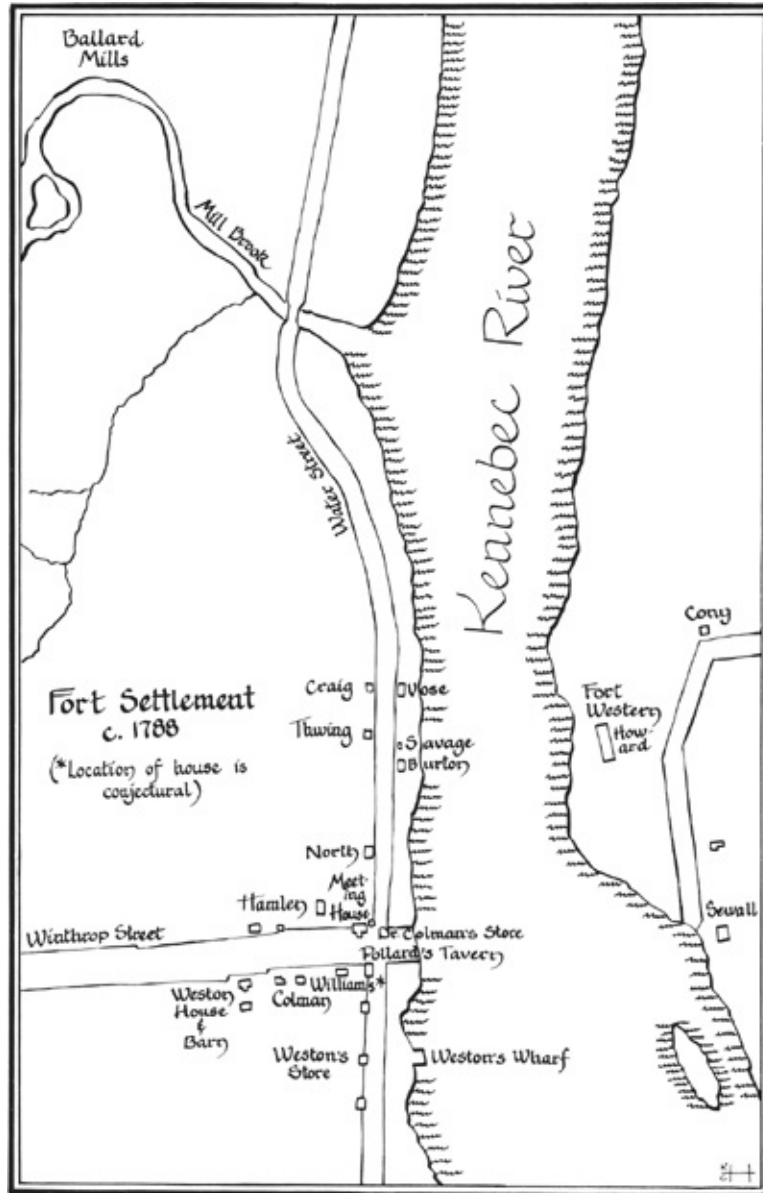 Ballard
Mills
Mill Brook
Kennebec River
Water Street
Cony
Fort Settlement
c. 1788
(*Location of house is
conjectural)
Craig
Vose
Thwing
Savage
Burton
Fort
Western
How-
ard
North
Meet-
ing
House
Hamlen
Sewall
Winthrop Street
Dr. Colman's Store
Pollard's Tavern
Williams*
Colman
Weston
House
&
Barn
Weston's
Store
Weston's Wharf